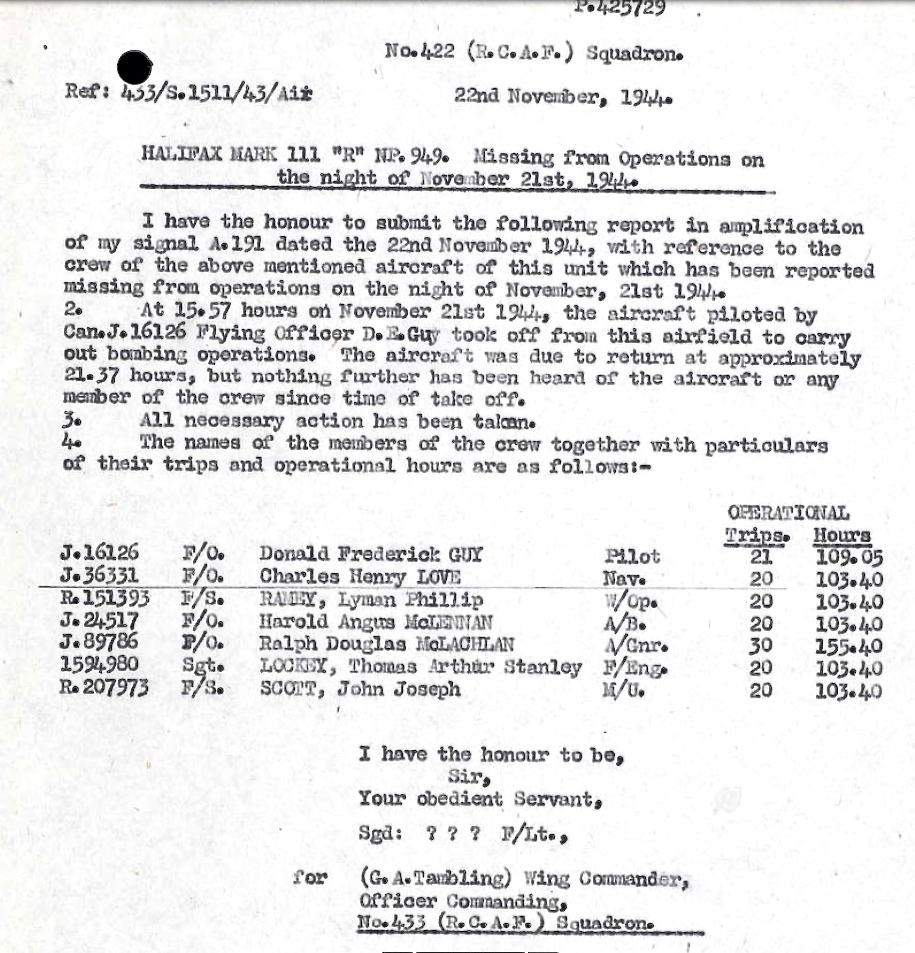 P.425729
No.422 (R.C.A.F.) Squadron.
Ref: 433/S.1511/43/Air
22nd November, 1944.
HALIFAX MARK 111 "R" NP.949. Missing from Operations on
the night of November 21st, 1944.
I have the honour to submit the following report in amplification
of my signal A.191 dated the 22nd November 1944, with reference to the
crew of the above mentioned aircraft of this unit which has been reported
missing from operations on the night of November, 21st 1944.
2. At 15.57 hours on November 21st 1944, the aircraft piloted by
Can.J.16126 Flying Officer D.E.Guy took off from this airfield to carry
out bombing operations. The aircraft was due to return at approximately
21.37 hours, but nothing further has been heard of the aircraft or any
member of the crew since time of take off.
3. All necessary action has been taken.
4. The names of the members of the crew together with particulars
of their trips and operational hours are as follows:-
OPERATIONAL
Trips. Hours
J.16126 F/O. Donald Frederick GUY Pilot 21 109.05
J.36331 F/O. Charles Henry LOVE Nav. 20 103.40
R.151393 F/S. RAMEY, Lyman Phillip W/Op. 20 103.40
J.24517 F/O. Harold Angus McLENNAN A/B. 20 103.40
J.89786 P/O. Ralph Douglas McLACHLAN A/Gnr. 30 155.40
1594980 Sgt. LOCKEY, Thomas Arthur Stanley F/Eng. 20 103.40
R.207973 F/S. SCOTT, John Joseph M/U. 20 103.40
I have the honour to be,
Sir,
Your obedient Servant,
Sgd: ? ? ? F/Lt.,
for (G.A.Tambling) Wing Commander,
Officer Commanding,
No.433 (R.C.A.F.) Squadron.